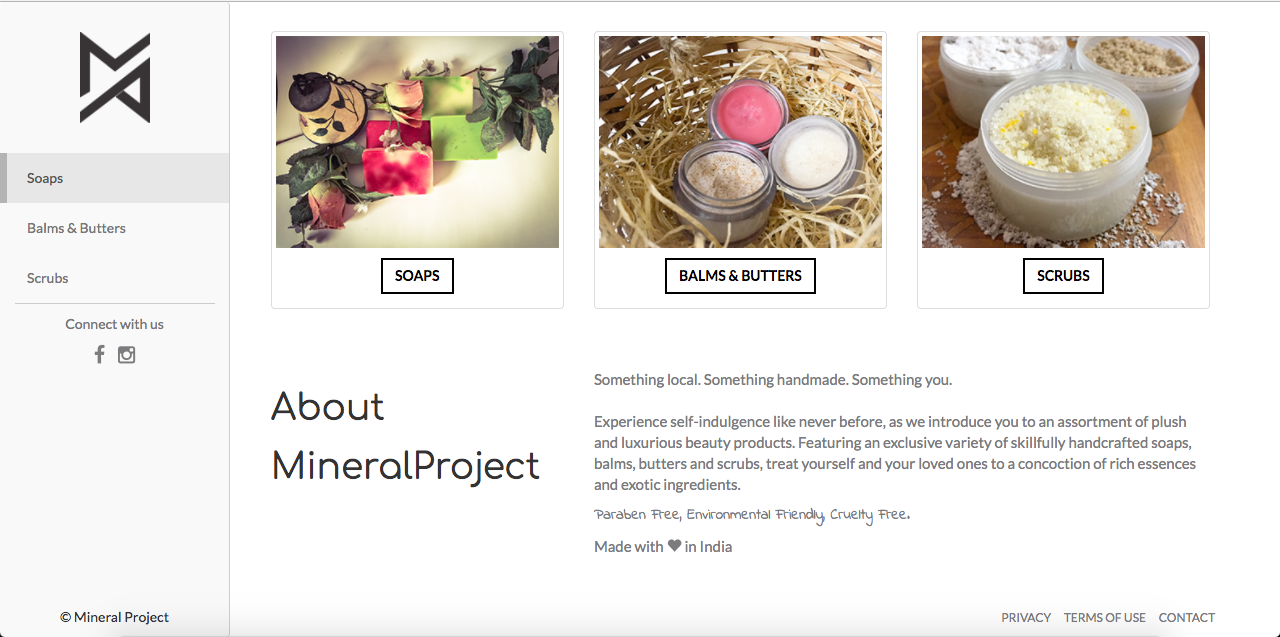 Soaps
Balms & Butters
Scrubs
Connect with us
© Mineral Project
SOAPS
BALMS & BUTTERS
SCRUBS
About
MineralProject
Something local. Something handmade. Something you.
Experience self-indulgence like never before, as we introduce you to an assortment of plush
and luxurious beauty products. Featuring an exclusive variety of skillfully handcrafted soaps,
balms, butters and scrubs, treat yourself and your loved ones to a concoction of rich essences
and exotic ingredients.
Paraben Free, Environmental Friendly, Cruelty Free.
Made with ♥ in India
PRIVACY TERMS OF USE CONTACT